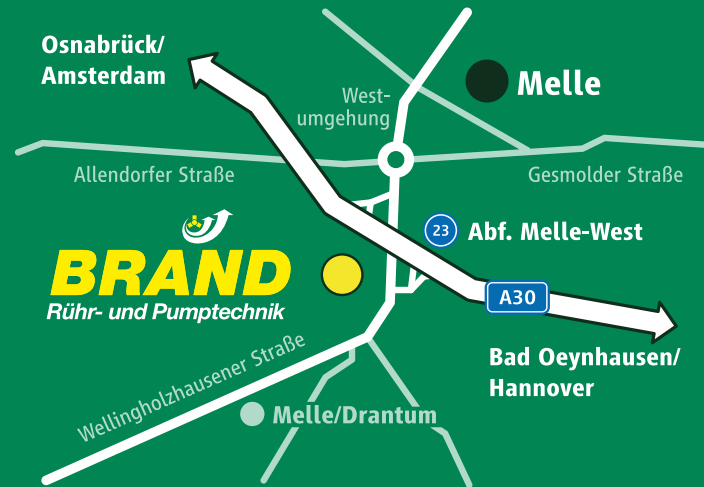 Osnabrück/
Amsterdam
West-
umgehung
Melle
Allendorfer Straße
Gesmolder Straße
23
Abf. Melle-West
BRAND
Rühr- und Pumptechnik
A30
Bad Oeynhausen/
Hannover
Wellingholzhausener Straße
Melle/Drantum